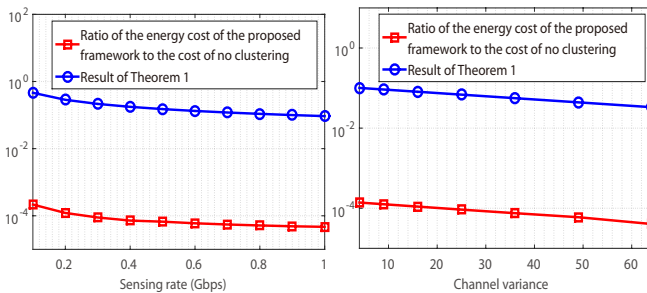 10^2
10^0
10^-2
10^-4
Ratio of the energy cost of the proposed
framework to the cost of no clustering
Result of Theorem 1
0.2 0.4 0.6 0.8 1
Sensing rate (Gbps)
10^0
10^-2
10^-4
Ratio of the energy cost of the proposed
framework to the cost of no clustering
Result of Theorem 1
10 20 30 40 50 60
Channel variance